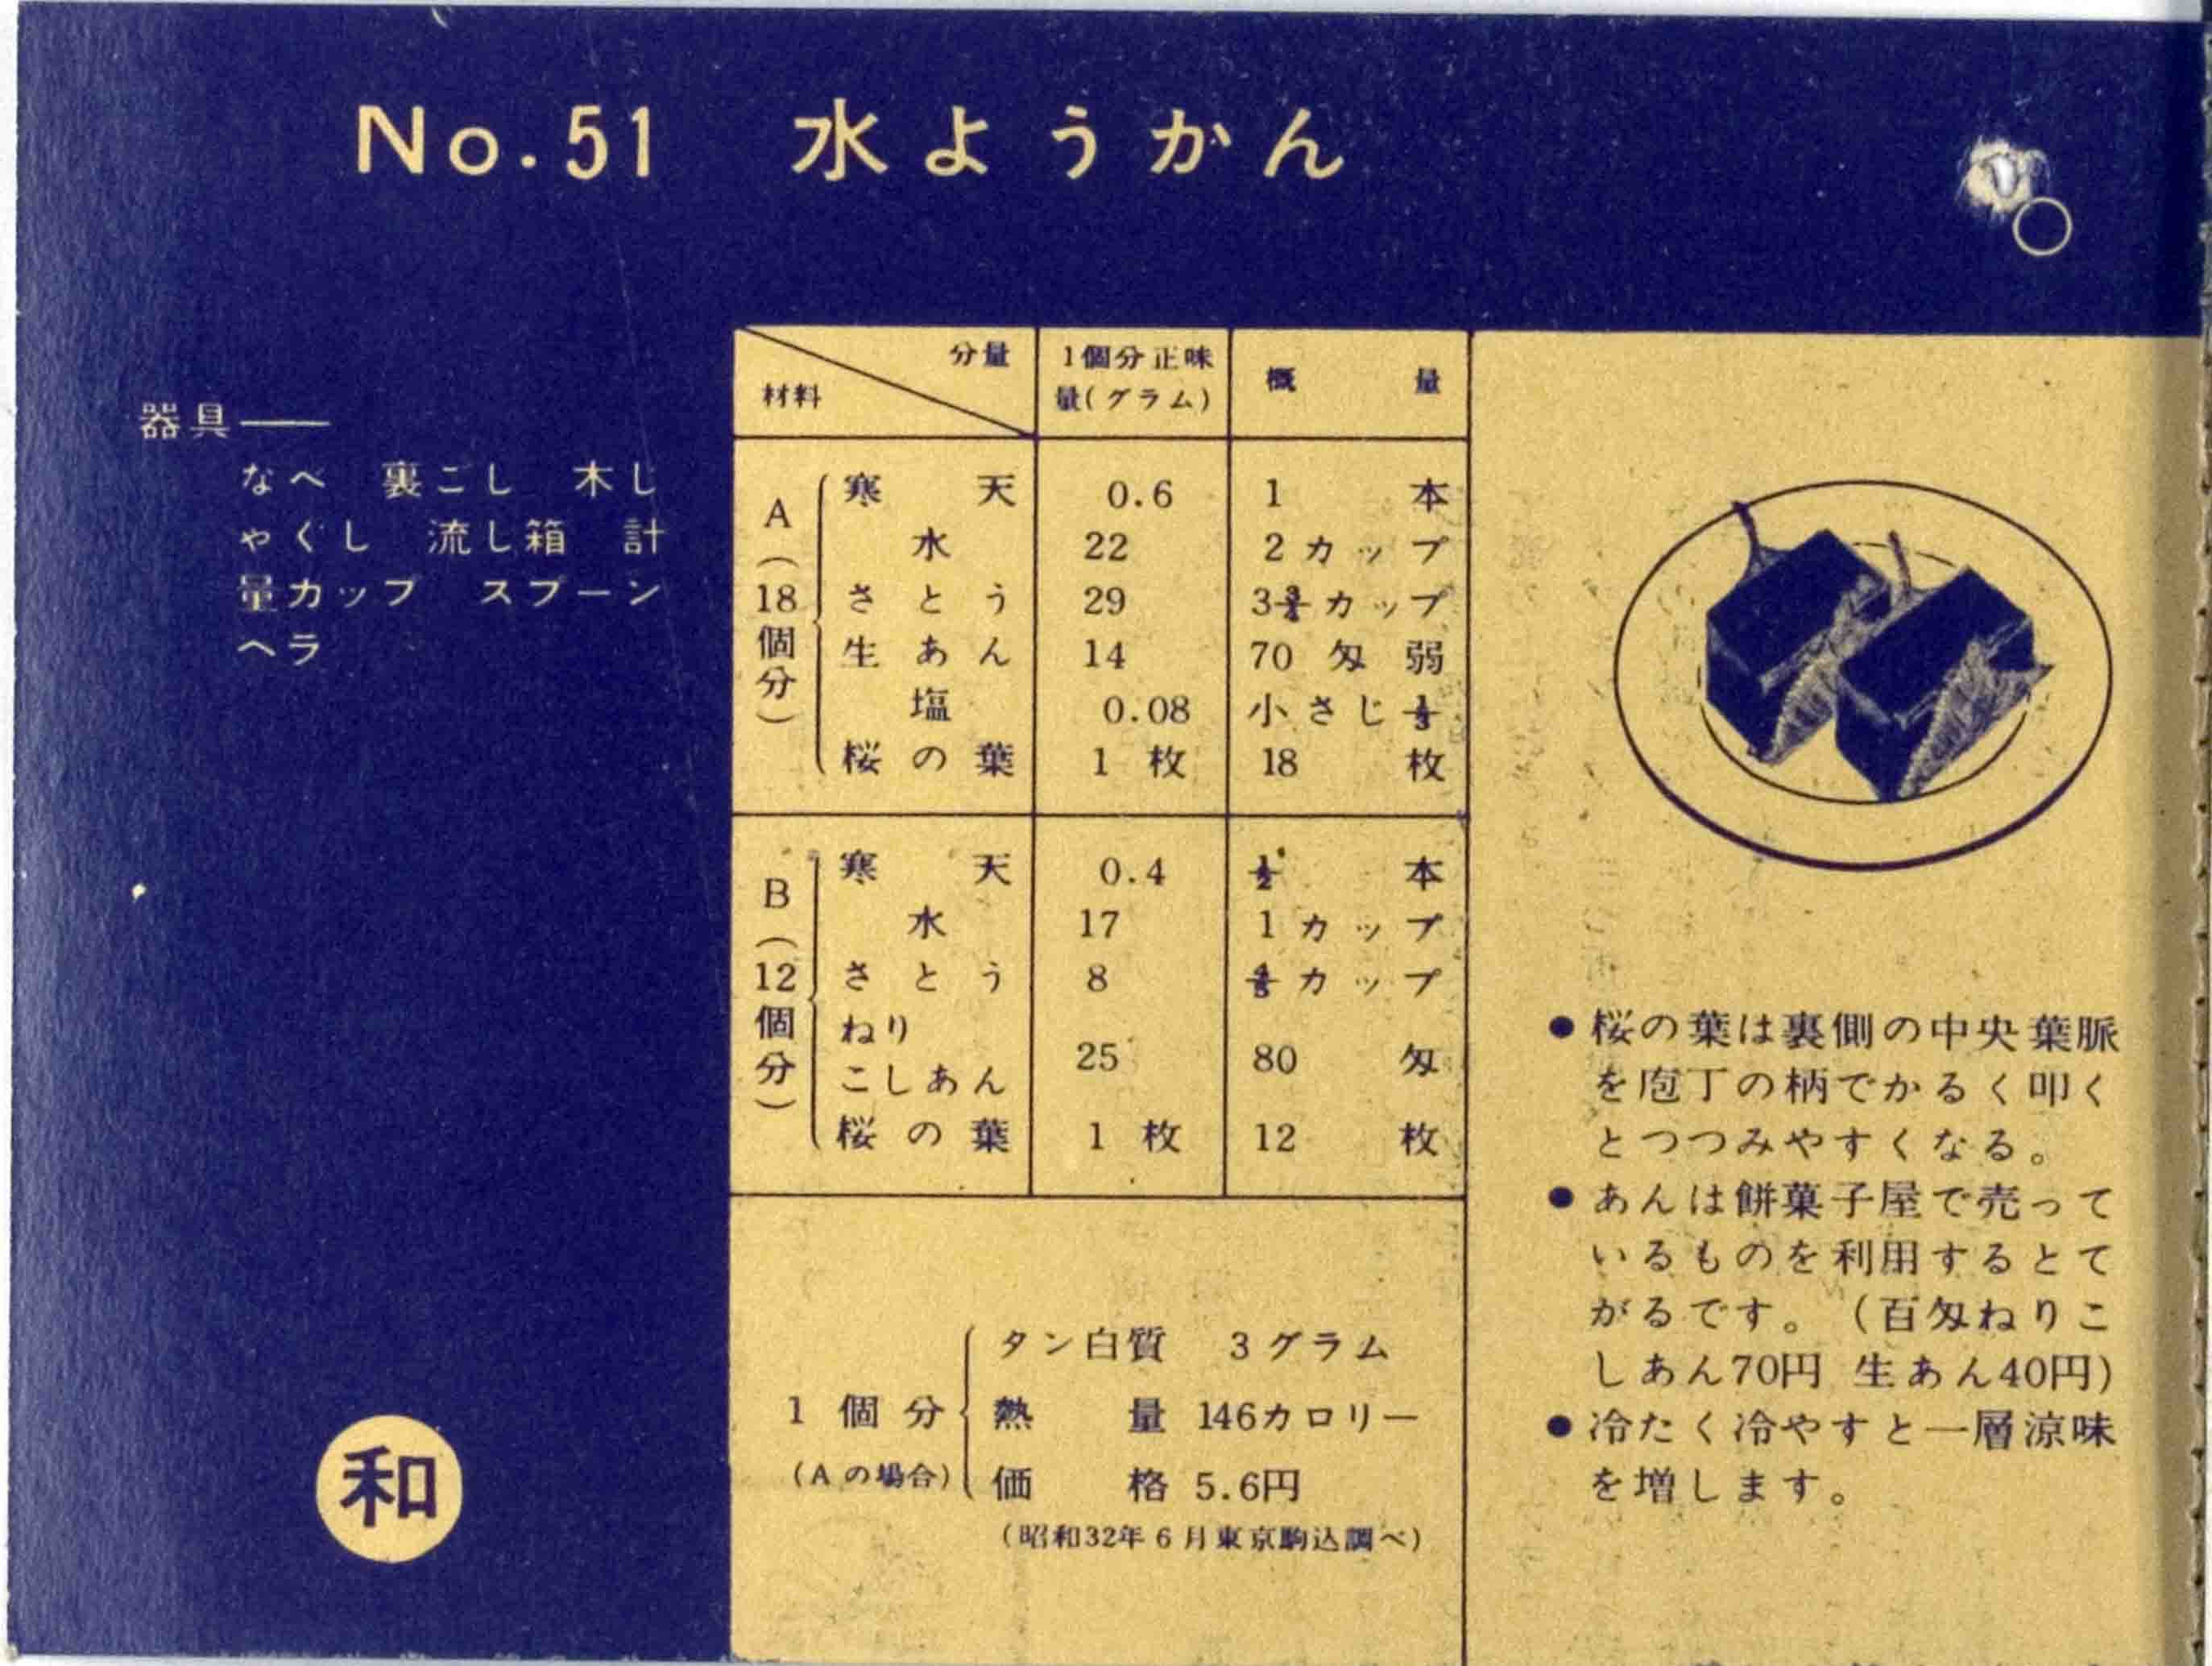 No.51 水ようかん
器具――
なべ 裏ごし 木じ
ゃくし 流し箱 計
量カップ スプーン
ヘラ
和
分量
材料
1個分正味
量(グラム)
概量
A(18個分)
寒天 0.6 1本
水 22 2カップ
さとう 29 3¾カップ
生あん 14 70匁弱
塩 0.08 小さじ⅓
桜の葉 1枚 18枚
B(12個分)
寒天 0.4 ½本
水 17 1カップ
さとう 8 ⅘カップ
ねり
こしあん 25 80匁
桜の葉 1枚 12枚
1個分
(Aの場合)
タン白質 3グラム
熱量 146カロリー
価格 5.6円
(昭和32年6月東京駒込調べ)
●桜の葉は裏側の中央葉脈
を庖丁の柄でかるく叩く
とつつみやすくなる。
●あんは餅菓子屋で売って
いるものを利用するとて
がるです。(百匁ねりこ
しあん70円 生あん40円)
●冷たく冷やすと一層涼味
を増します。